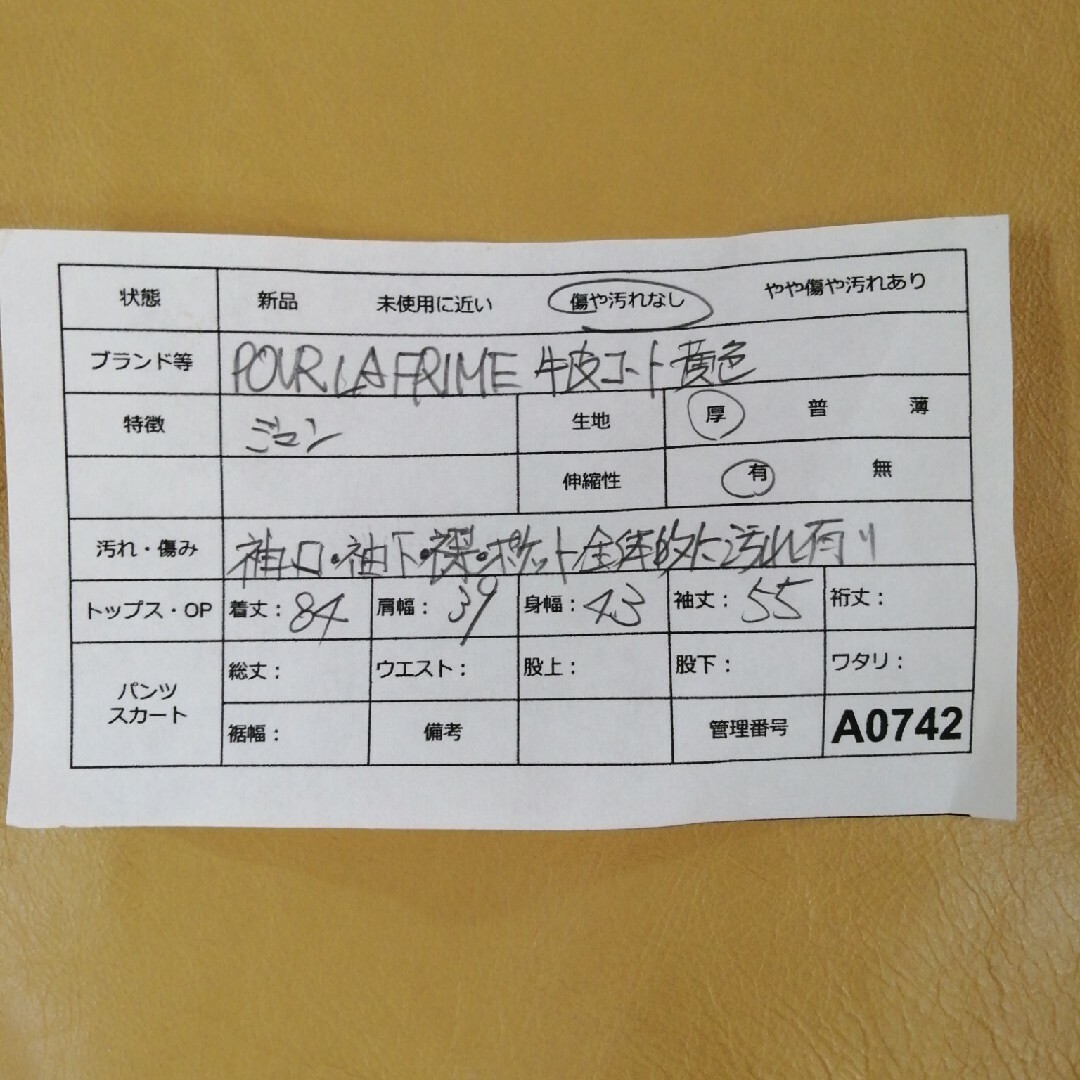 状態 新品 未使用に近い 傷や汚れなし やや傷や汚れあり
ブランド等 POUR LA FRIME 牛皮コート黄色
特徴 生地 厚 普 薄
伸縮性 有 無
汚れ・傷み 袖口・袖下・裾・ポケット全体的に汚れ有り
トップス・OP 着丈: 84 肩幅: 39 身幅: 43 袖丈: 55 裄丈:
パンツ スカート 総丈: ウエスト: 股上: 股下: ワタリ:
裾幅: 備考 管理番号 A0742